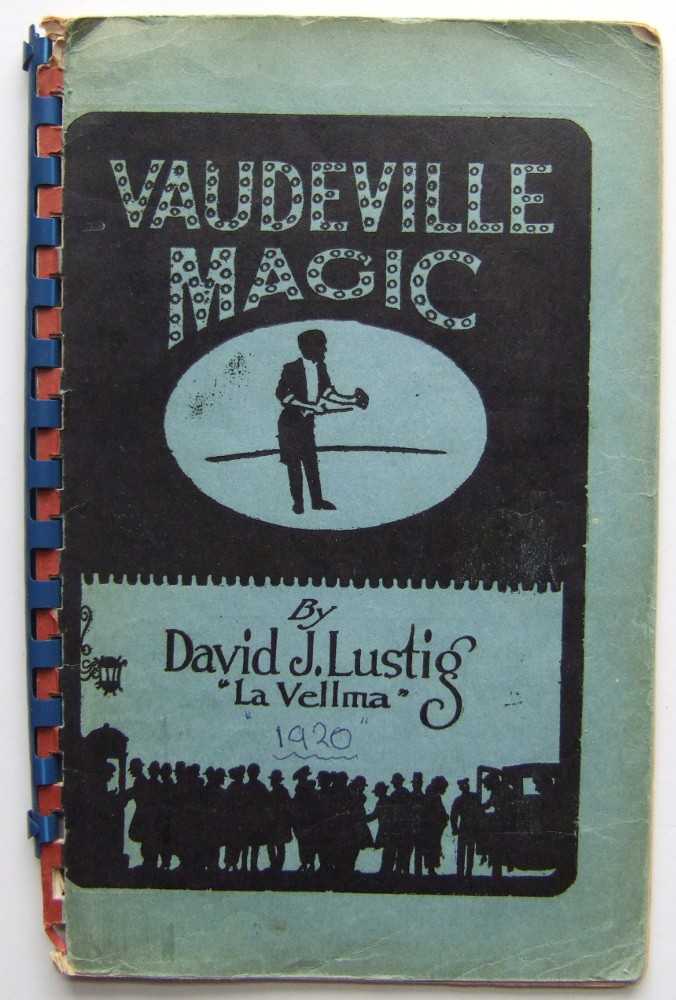 VAUDEVILLE
MAGIC
By
David J. Lustig
"La Vellma"
"1920"